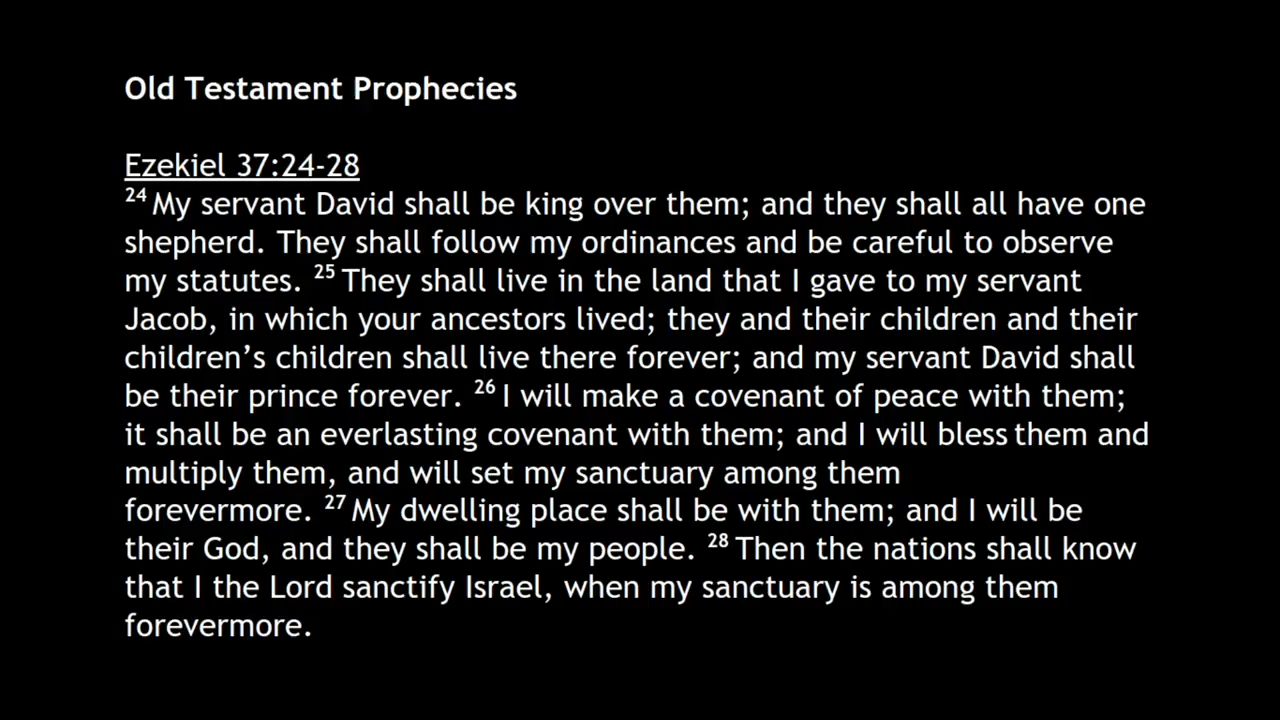 Old Testament Prophecies
Ezekiel 37:24-28
24 My servant David shall be king over them; and they shall all have one
shepherd. They shall follow my ordinances and be careful to observe
my statutes. 25 They shall live in the land that I gave to my servant
Jacob, in which your ancestors lived; they and their children and their
children’s children shall live there forever; and my servant David shall
be their prince forever. 26 I will make a covenant of peace with them;
it shall be an everlasting covenant with them; and I will bless them and
multiply them, and will set my sanctuary among them
forevermore. 27 My dwelling place shall be with them; and I will be
their God, and they shall be my people. 28 Then the nations shall know
that I the Lord sanctify Israel, when my sanctuary is among them
forevermore.